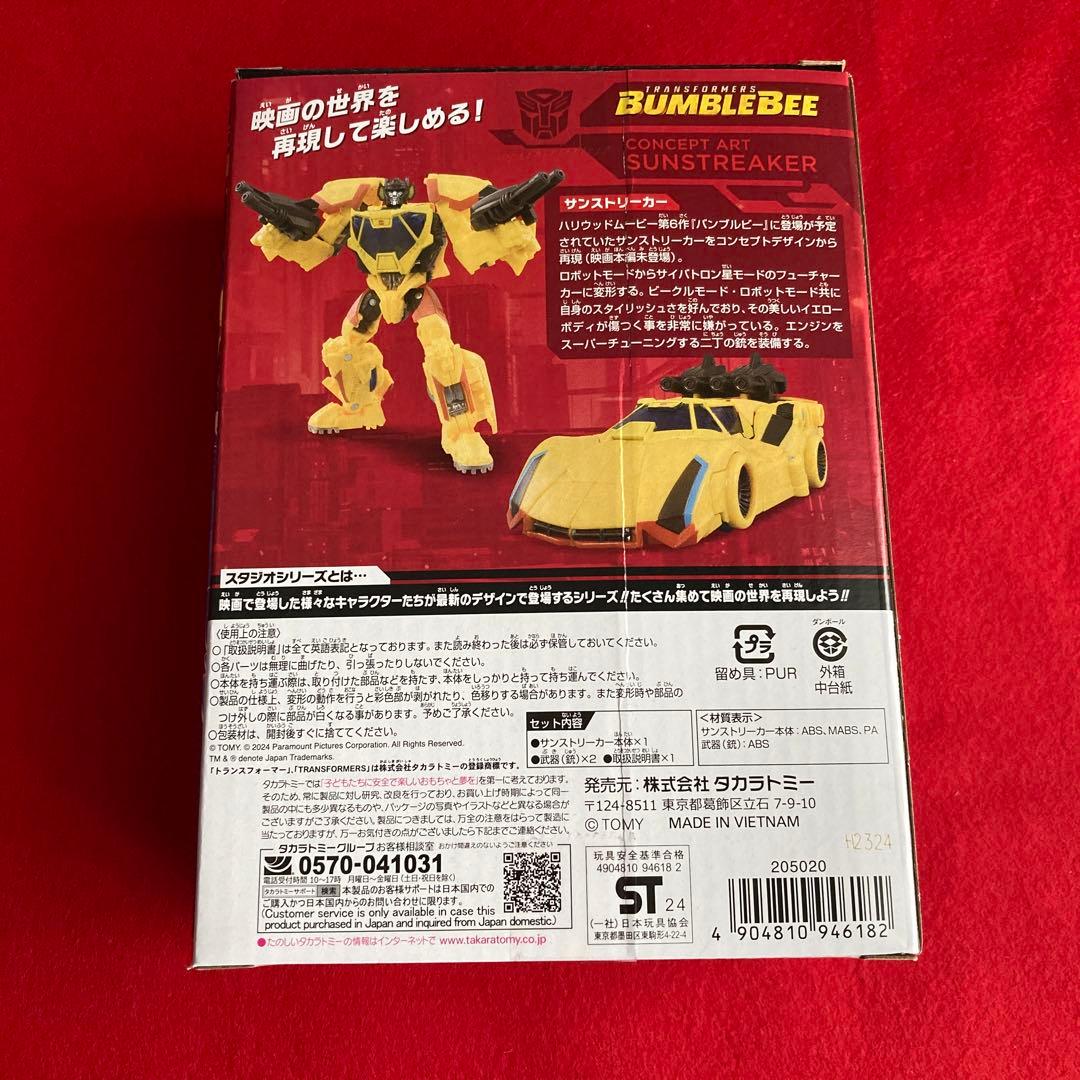 映画の世界を
再現して楽しめる!
TRANSFORMERS
BUMBLEBEE
CONCEPT ART
SUNSTREAKER
サンストリーカー
ハリウッドムービー第6作『バンブルビー』に登場が予定
されていたサンストリーカーをコンセプトデザインから
再現(映画本編未登場)。
ロボットモードからサイバトロン星モードのフューチャー
カーに変形する。ビークルモード・ロボットモード共に
自身のスタイリッシュさを好んでおり、その美しいイエロー
ボディが傷つく事を非常に嫌がっている。エンジンを
スーパーチューニングする二丁の銃を装備する。
スタジオシリーズとは…
映画で登場した様々なキャラクターたちが最新のデザインで登場するシリーズ!!たくさん集めて映画の世界を再現しよう!!
〈使用上の注意〉
○「取扱説明書」は全て英語表記となっております。また読み終わった後は必ず保管しておいてください。
○各パーツは無理に曲げたり、引っ張ったりしないでください。
○本体を持ち運ぶ際は、取り付けた部品などを持たず、本体をしっかりと持って持ち運んでください。
○製品の仕様上、変形の動作を行うと彩色部が剥がれたり、色移りする場合があります。また変形時や部品の
つけ外しの際に部品が白くなる事があります。予めご了承ください。
○包装材は、開封後すぐに捨ててください。
© TOMY. © 2024 Paramount Pictures Corporation. All Rights Reserved.
TM & ® denote Japan Trademarks.
「トランスフォーマー」、「TRANSFORMERS」は株式会社タカラトミーの登録商標です。
プラ
留め具:PUR
ダンボール
外箱
中台紙
セット内容
●サンストリーカー本体×1
●武器(銃)×2 ●取扱説明書×1
<材質表示>
サンストリーカー本体:ABS、MABS、PA
武器(銃):ABS
タカラトミーでは「子どもたちに安全で楽しいおもちゃと夢を」を第一に考えております。
そのため、常に製品に対し研究、改良を行っており、お買い上げ時期によって同一
製品の中にも多少異なるものや、パッケージの写真やイラストなどと異なる場合が
ございますがご了承ください。製品につきましては、万全の注意をはらって製造に
当たっておりますが、万一お気付きの点がございましたら下記までご連絡ください。
タカラトミーグループお客様相談室 おかけ間違えのないようご注意ください
0570-041031
電話受付時間 10〜17時 月曜日〜金曜日(土・日・祝日を除く)
タカラトミーサポート 検索 本製品のお客様サポートは日本国内での
ご購入かつ日本国内からのお問い合わせに限ります。
(Customer service is only available in case this
product purchased in Japan and inquired from Japan domestic.)
●たのしいタカラトミーの情報はインターネットで www.takaratomy.co.jp
発売元:株式会社 タカラトミー
〒124-8511 東京都葛飾区立石 7-9-10
© TOMY MADE IN VIETNAM
H2324
玩具安全基準合格
4904810 94618 2
ST 24
(一社)日本玩具協会
東京都墨田区東駒形4-22-4
205020
4 904810 946182